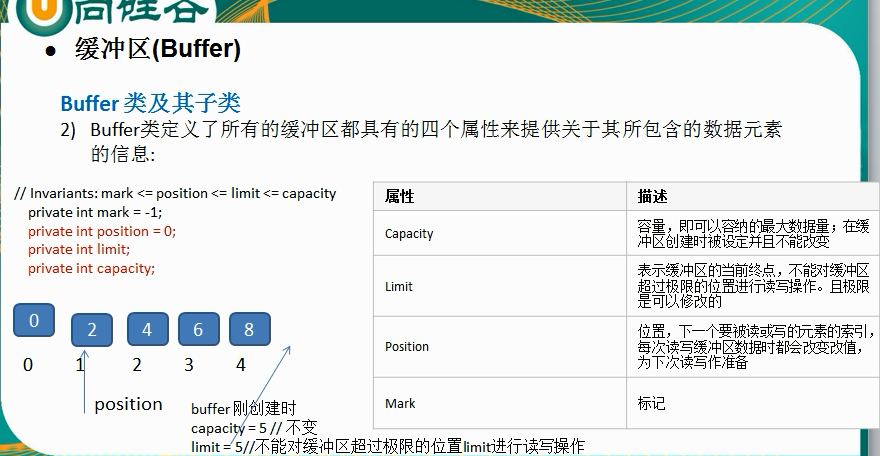 尚硅谷
● 缓冲区(Buffer)
Buffer 类及其子类
2) Buffer类定义了所有的缓冲区都具有的四个属性来提供关于其所包含的数据元素
的信息:
// Invariants: mark <= position <= limit <= capacity
private int mark = -1;
private int position = 0;
private int limit;
private int capacity;
属性 描述
Capacity 容量，即可以容纳的最大数据量；在缓
冲区创建时被设定并且不能改变
Limit 表示缓冲区的当前终点，不能对缓冲区
超过极限的位置进行读写操作。且极限
是可以修改的
Position 位置，下一个要被读或写的元素的索引，
每次读写缓冲区数据时都会改变改值，
为下次读写作准备
Mark 标记
0 2 4 6 8
0 1 2 3 4
position
buffer 刚创建时
capacity = 5 // 不变
limit = 5//不能对缓冲区超过极限的位置limit进行读写操作